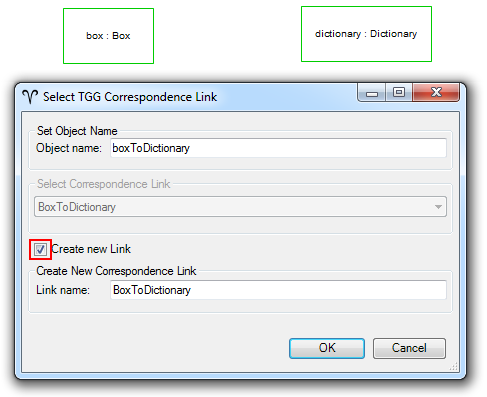 box : Box
dictionary : Dictionary
Select TGG Correspondence Link
Set Object Name
Object name: boxToDictionary
Select Correspondence Link
BoxToDictionary
Create new Link
Create New Correspondence Link
Link name: BoxToDictionary
OK Cancel